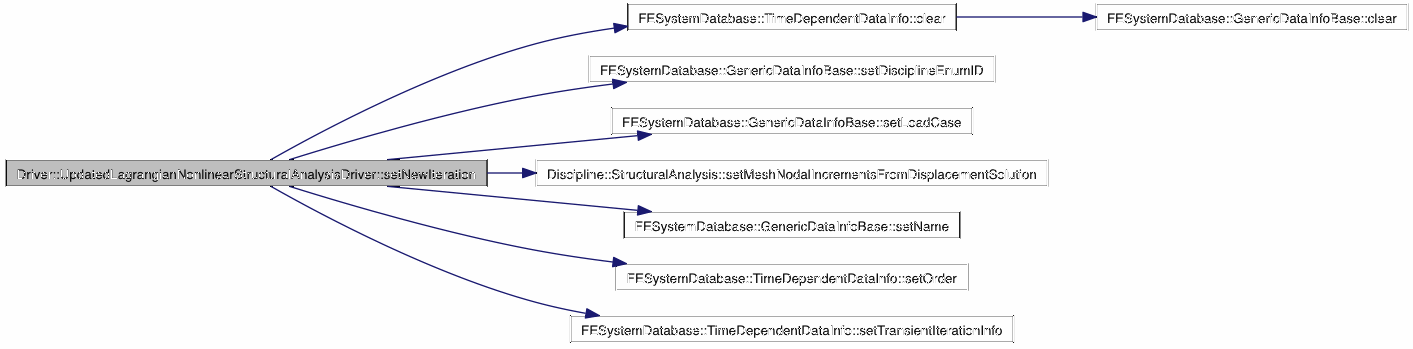 FESystemDatabase::TimeDependentDataInfo::clear
FESystemDatabase::GenericDataInfoBase::clear
FESystemDatabase::GenericDataInfoBase::setDisciplineEnumID
FESystemDatabase::GenericDataInfoBase::setLoadCase
Driver::UpdatedLagrangianNonlinearStructuralAnalysisDriver::setNewIteration
Discipline::StructuralAnalysis::setMeshNodalIncrementsFromDisplacementSolution
FESystemDatabase::GenericDataInfoBase::setName
FESystemDatabase::TimeDependentDataInfo::setOrder
FESystemDatabase::TimeDependentDataInfo::setTransientIterationInfo